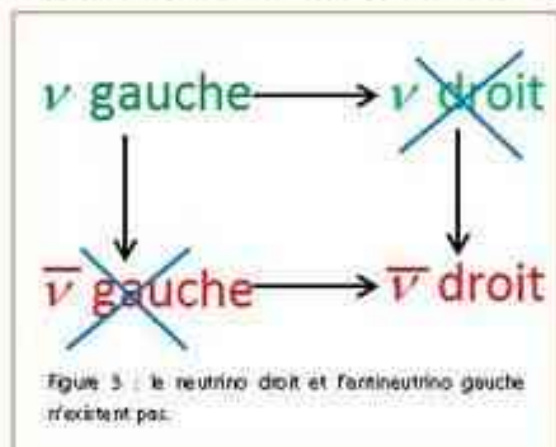 ν gauche ν droit
ν̅ gauche ν̅ droit
Figure 3 : le neutrino droit et l'antineutrino gauche
n'existent pas.